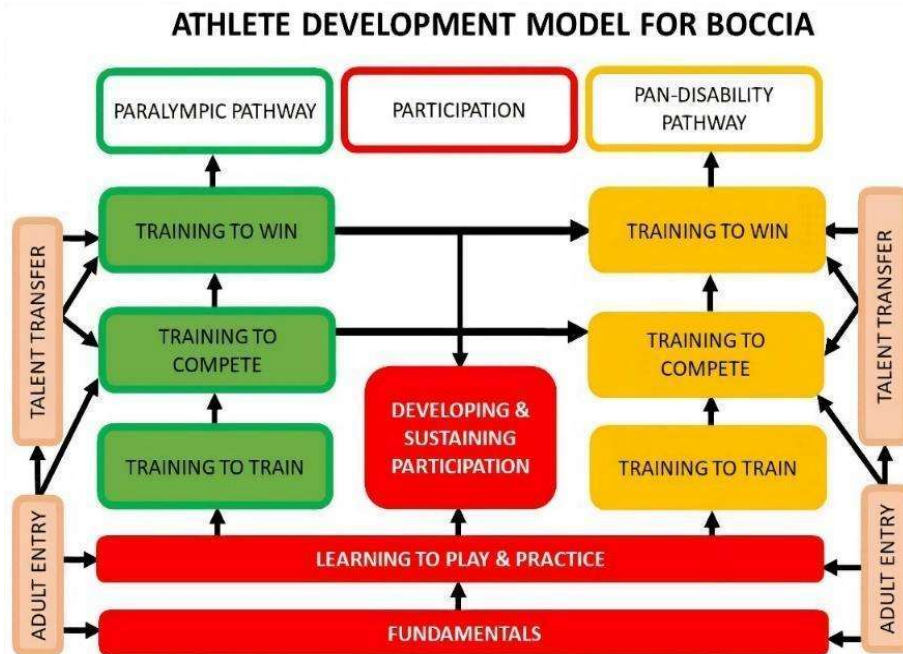 ATHLETE DEVELOPMENT MODEL FOR BOCCIA
PARALYMPIC PATHWAY
PARTICIPATION
PAN-DISABILITY
PATHWAY
TRAINING TO WIN
TRAINING TO WIN
TALENT TRANSFER
TALENT TRANSFER
TRAINING TO
COMPETE
TRAINING TO
COMPETE
DEVELOPING &
SUSTAINING
PARTICIPATION
TRAINING TO TRAIN
TRAINING TO TRAIN
ADULT ENTRY
ADULT ENTRY
LEARNING TO PLAY & PRACTICE
FUNDAMENTALS